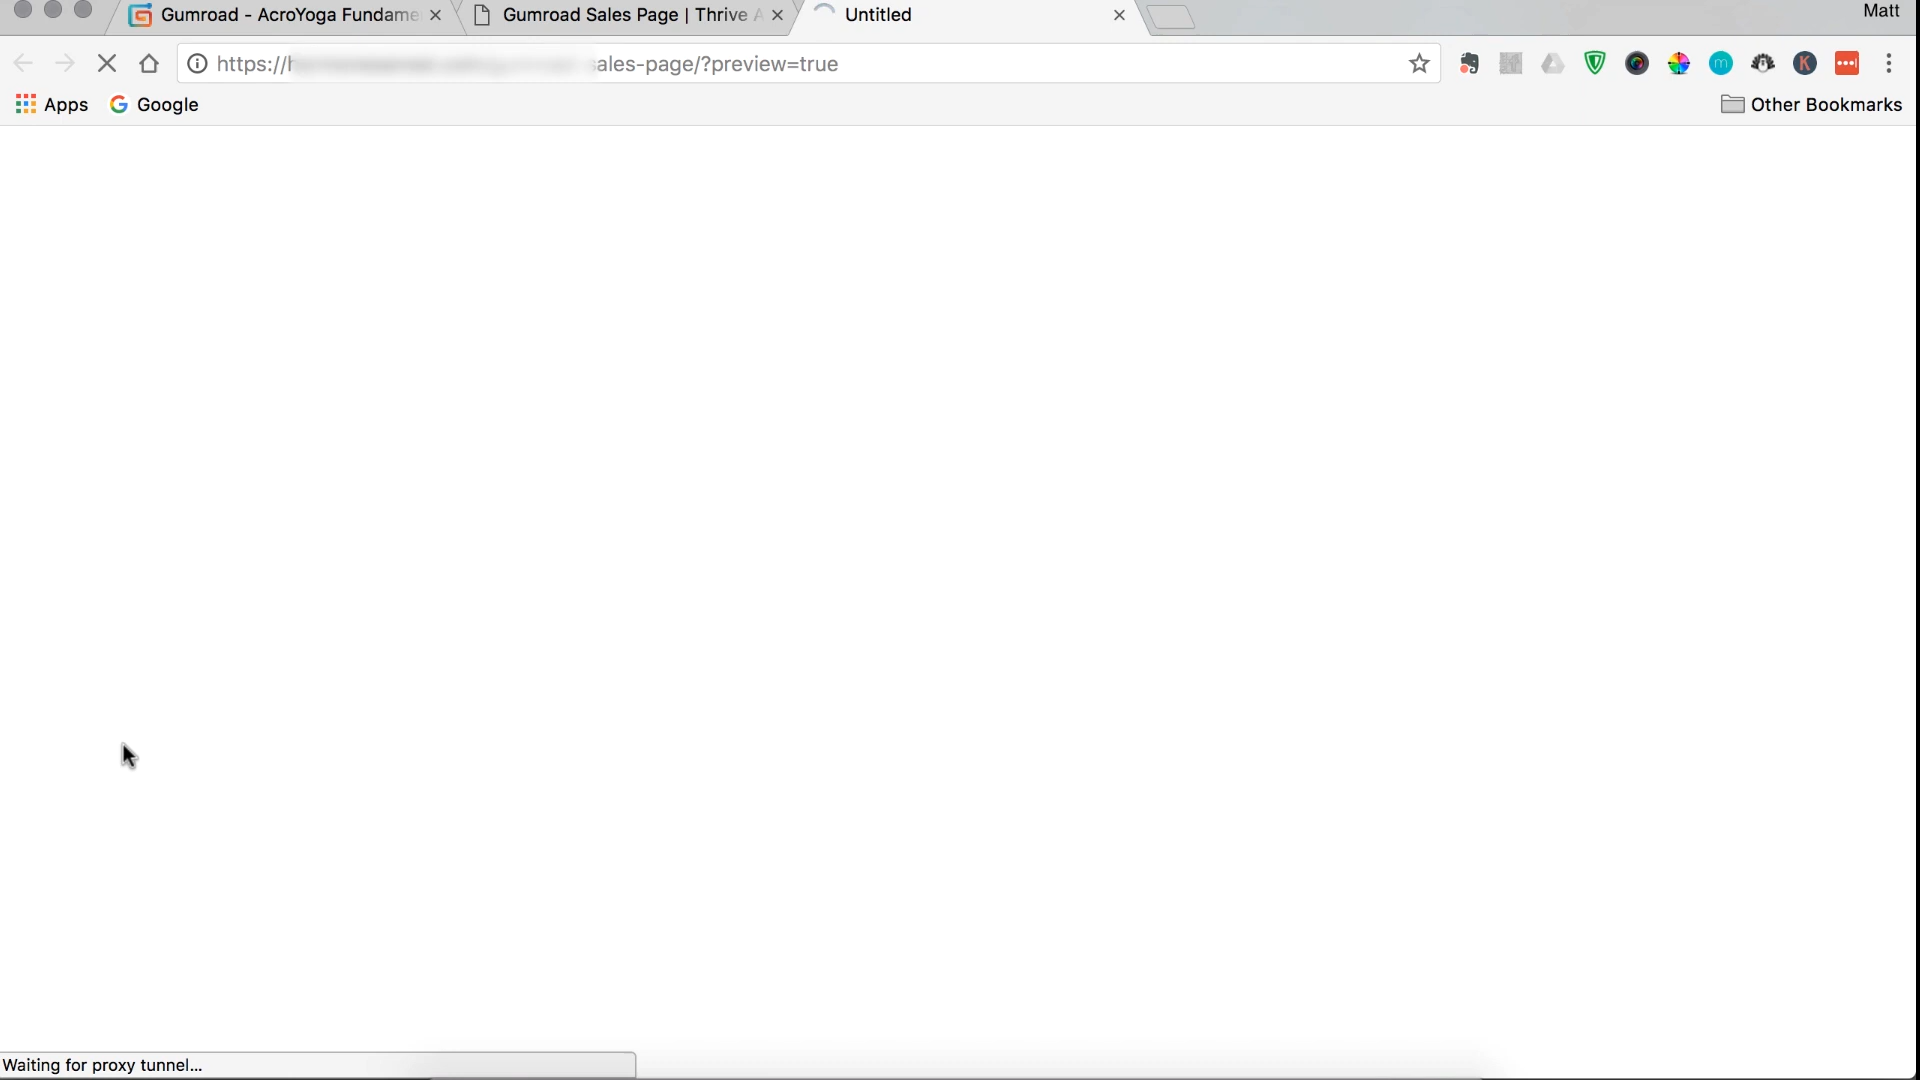 Gumroad - AcroYoga Fundame
Gumroad Sales Page | Thrive A
Untitled
Matt
https://h
sales-page/?preview=true
Apps
Google
Other Bookmarks
Waiting for proxy tunnel...